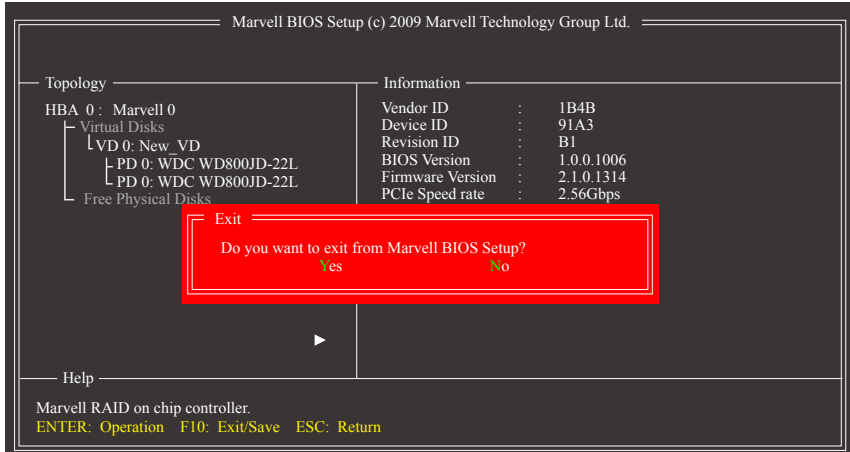 Marvell BIOS Setup (c) 2009 Marvell Technology Group Ltd.
Topology
HBA 0 : Marvell 0
Virtual Disks
VD 0: New_VD
PD 0: WDC WD800JD-22L
PD 0: WDC WD800JD-22L
Free Physical Disks
Information
Vendor ID : 1B4B
Device ID : 91A3
Revision ID : B1
BIOS Version : 1.0.0.1006
Firmware Version : 2.1.0.1314
PCIe Speed rate : 2.56Gbps
Exit
Do you want to exit from Marvell BIOS Setup?
Yes No
Help
Marvell RAID on chip controller.
ENTER: Operation F10: Exit/Save ESC: Return